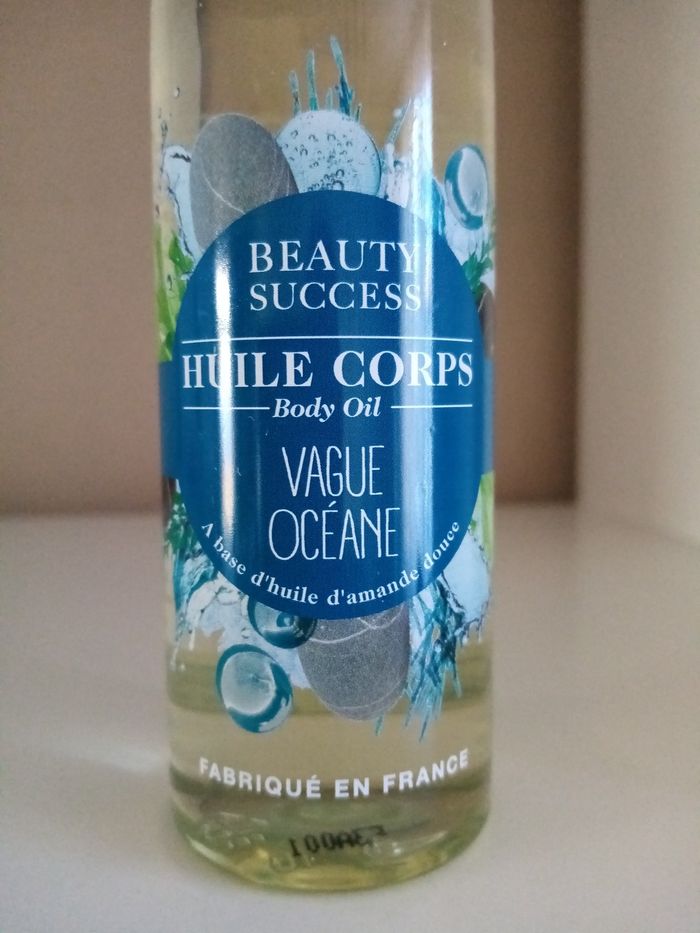 BEAUTY
SUCCESS
HUILE CORPS
Body Oil
VAGUE
OCÉANE
A base d'huile d'amande douce
FABRIQUÉ EN FRANCE